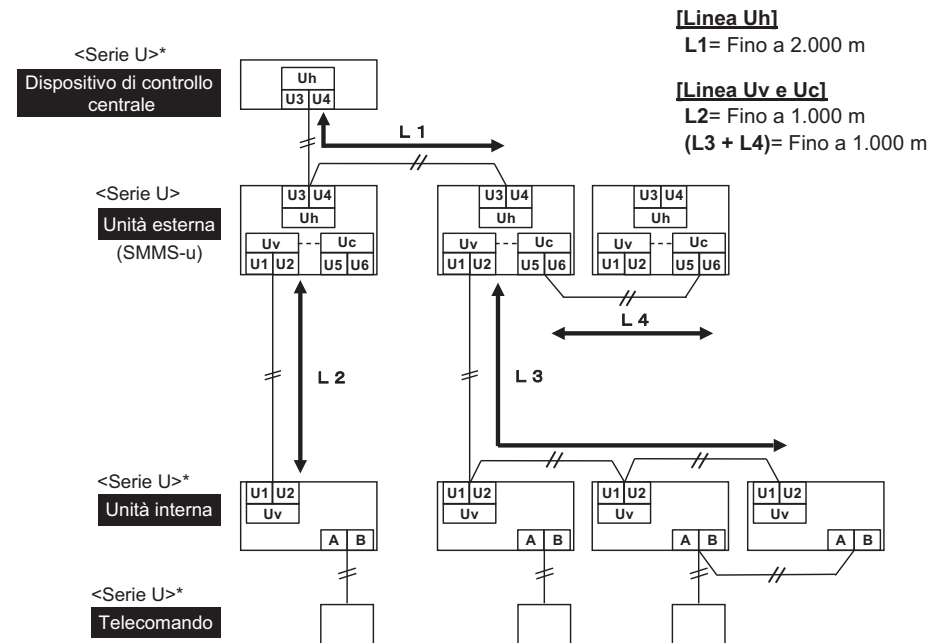 [Linea Uh]
L1= Fino a 2.000 m
<Serie U>*
Dispositivo di controllo
centrale
Uh
U3 U4
[Linea Uv e Uc]
L2= Fino a 1.000 m
(L3 + L4)= Fino a 1.000 m
L 1
<Serie U>
Unità esterna
(SMMS-u)
U3 U4 U3 U4 U3 U4
Uh Uh Uh
Uv Uc Uv Uc Uv Uc
U1 U2 U5 U6 U1 U2 U5 U6 U1 U2 U5 U6
L 4
L 2 L 3
<Serie U>*
Unità interna
U1 U2 U1 U2 U1 U2 U1 U2
Uv Uv Uv Uv
A B A B A B A B
<Serie U>*
Telecomando